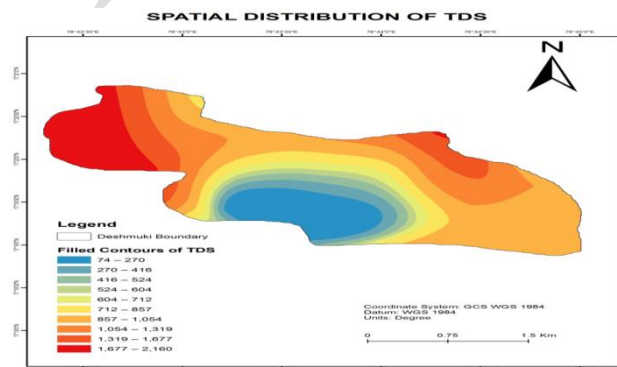 SPATIAL DISTRIBUTION OF TDS
N
Legend
Deshmuki Boundary
Filled Contours of TDS
74 – 270
270 – 416
416 – 524
524 – 604
604 – 712
712 – 857
857 – 1,054
1,054 – 1,319
1,319 – 1,677
1,677 – 2,160
Coordinate System: GCS WGS 1984
Datum: WGS 1984
Units: Degree
0 0.75 1.5 Km